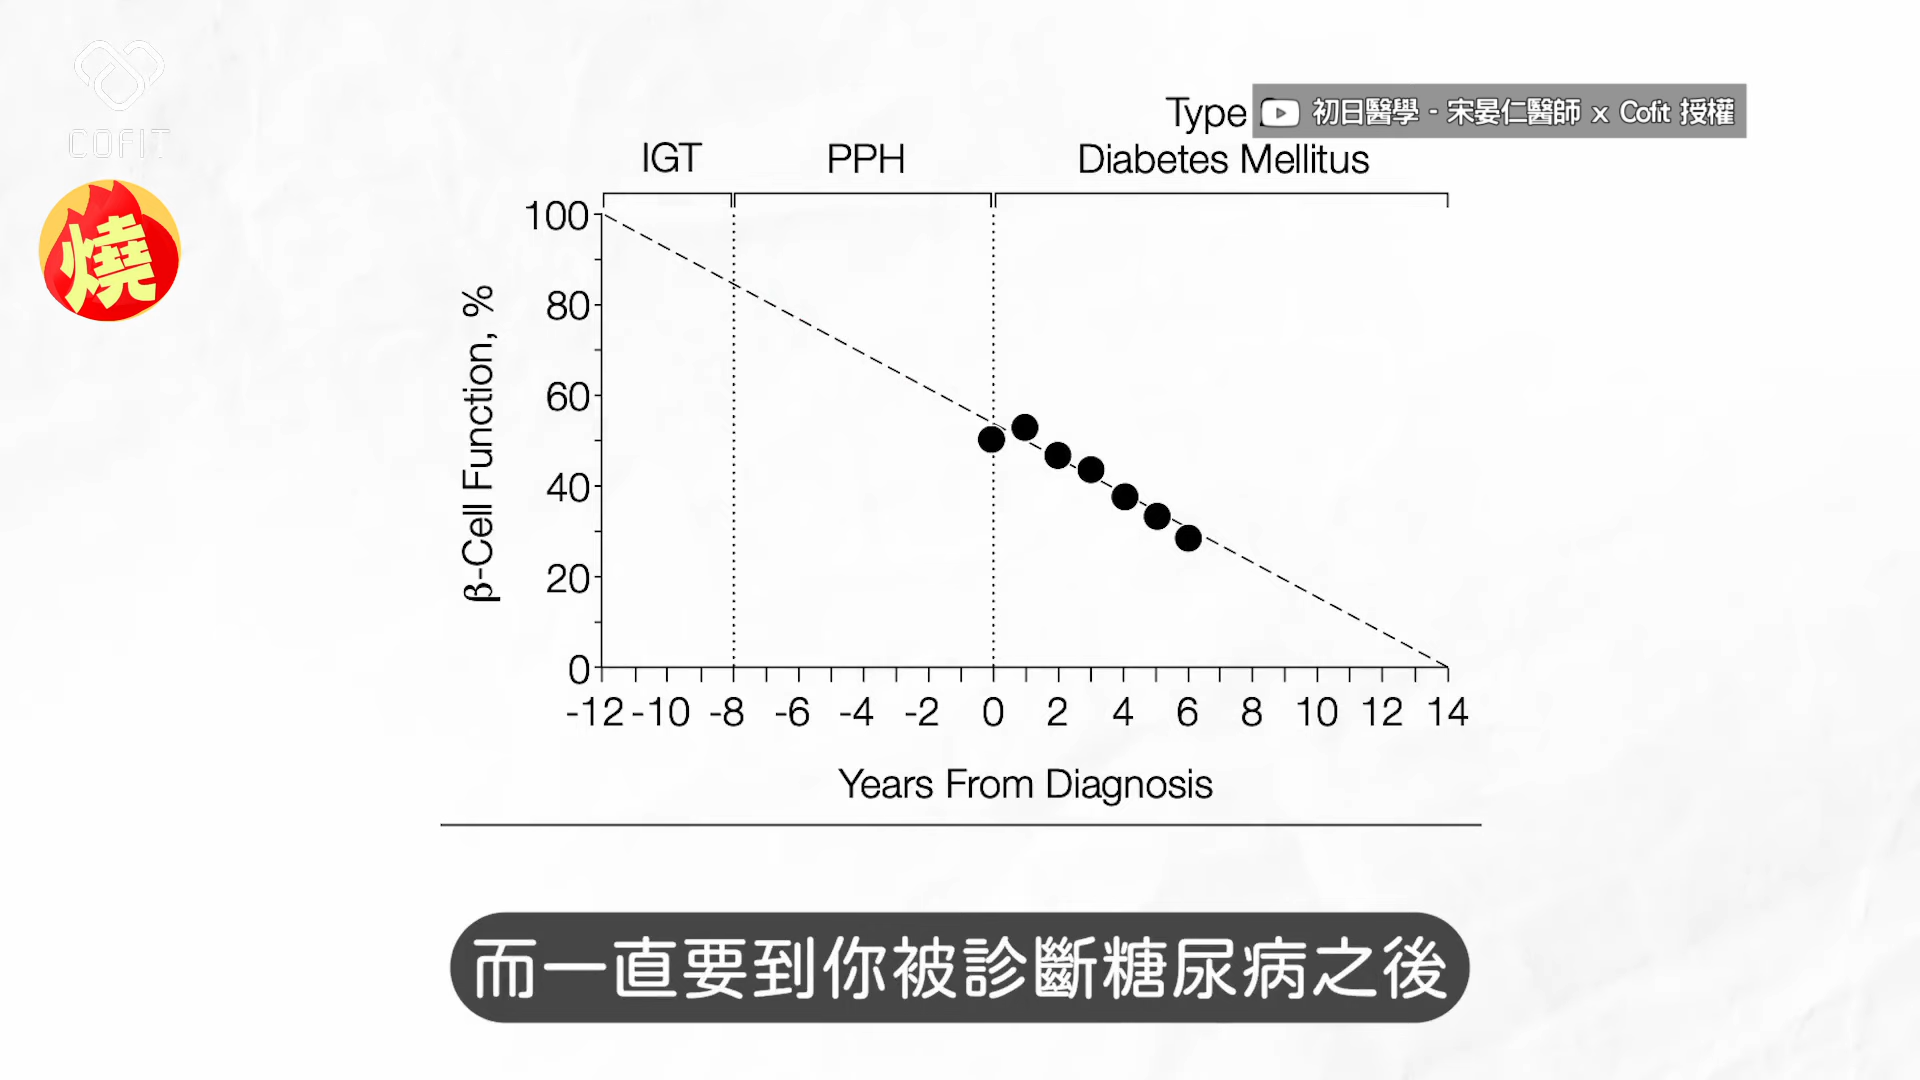 COFIT
燒
初日醫學 - 宋晏仁醫師 x Cofit 授權
Type
IGT
PPH
Diabetes Mellitus
β-Cell Function, %
100
80
60
40
20
0
-12 -10 -8 -6 -4 -2 0 2 4 6 8 10 12 14
Years From Diagnosis
而一直要到你被診斷糖尿病之後